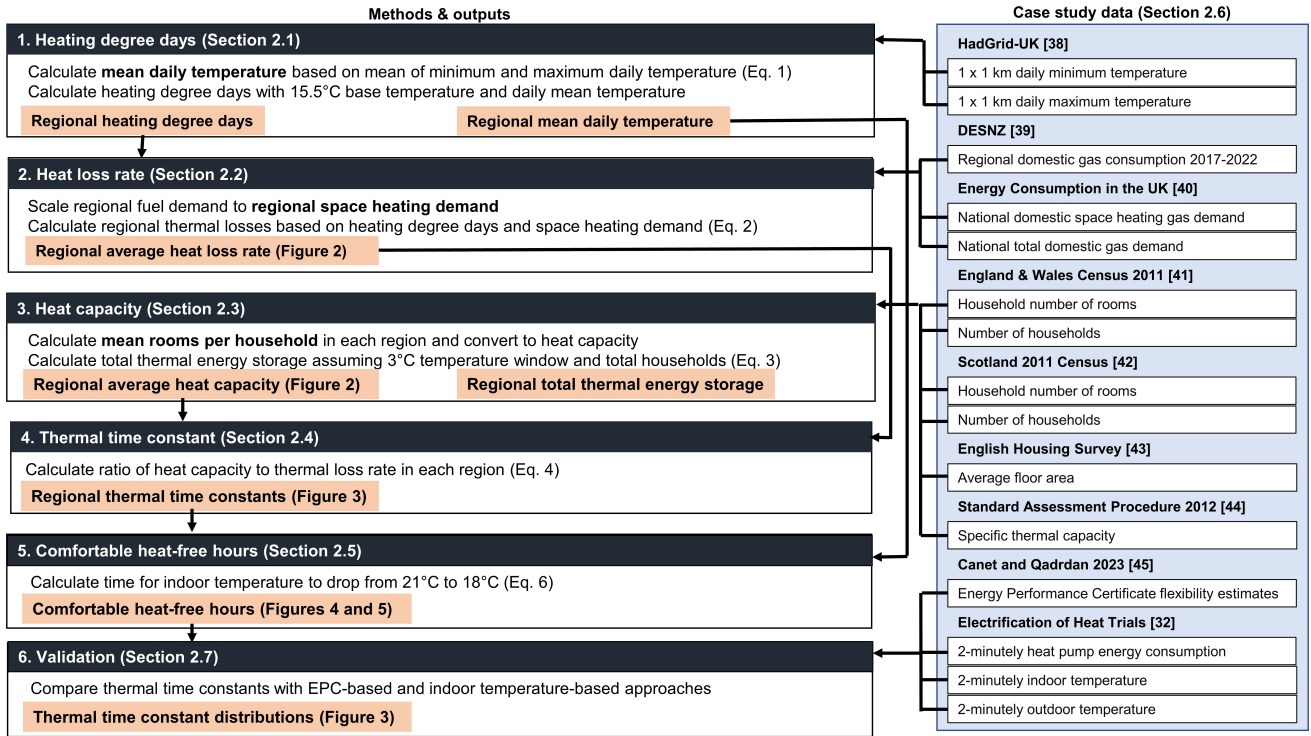 Methods & outputs
1. Heating degree days (Section 2.1)
Calculate mean daily temperature based on mean of minimum and maximum daily temperature (Eq. 1)
Calculate heating degree days with 15.5°C base temperature and daily mean temperature
Regional heating degree days
Regional mean daily temperature
2. Heat loss rate (Section 2.2)
Scale regional fuel demand to regional space heating demand
Calculate regional thermal losses based on heating degree days and space heating demand (Eq. 2)
Regional average heat loss rate (Figure 2)
3. Heat capacity (Section 2.3)
Calculate mean rooms per household in each region and convert to heat capacity
Calculate total thermal energy storage assuming 3°C temperature window and total households (Eq. 3)
Regional average heat capacity (Figure 2)
Regional total thermal energy storage
4. Thermal time constant (Section 2.4)
Calculate ratio of heat capacity to thermal loss rate in each region (Eq. 4)
Regional thermal time constants (Figure 3)
5. Comfortable heat-free hours (Section 2.5)
Calculate time for indoor temperature to drop from 21°C to 18°C (Eq. 6)
Comfortable heat-free hours (Figures 4 and 5)
6. Validation (Section 2.7)
Compare thermal time constants with EPC-based and indoor temperature-based approaches
Thermal time constant distributions (Figure 3)
Case study data (Section 2.6)
HadGrid-UK [38]
1 x 1 km daily minimum temperature
1 x 1 km daily maximum temperature
DESNZ [39]
Regional domestic gas consumption 2017-2022
Energy Consumption in the UK [40]
National domestic space heating gas demand
National total domestic gas demand
England & Wales Census 2011 [41]
Household number of rooms
Number of households
Scotland 2011 Census [42]
Household number of rooms
Number of households
English Housing Survey [43]
Average floor area
Standard Assessment Procedure 2012 [44]
Specific thermal capacity
Canet and Qadrdan 2023 [45]
Energy Performance Certificate flexibility estimates
Electrification of Heat Trials [32]
2-minutely heat pump energy consumption
2-minutely indoor temperature
2-minutely outdoor temperature